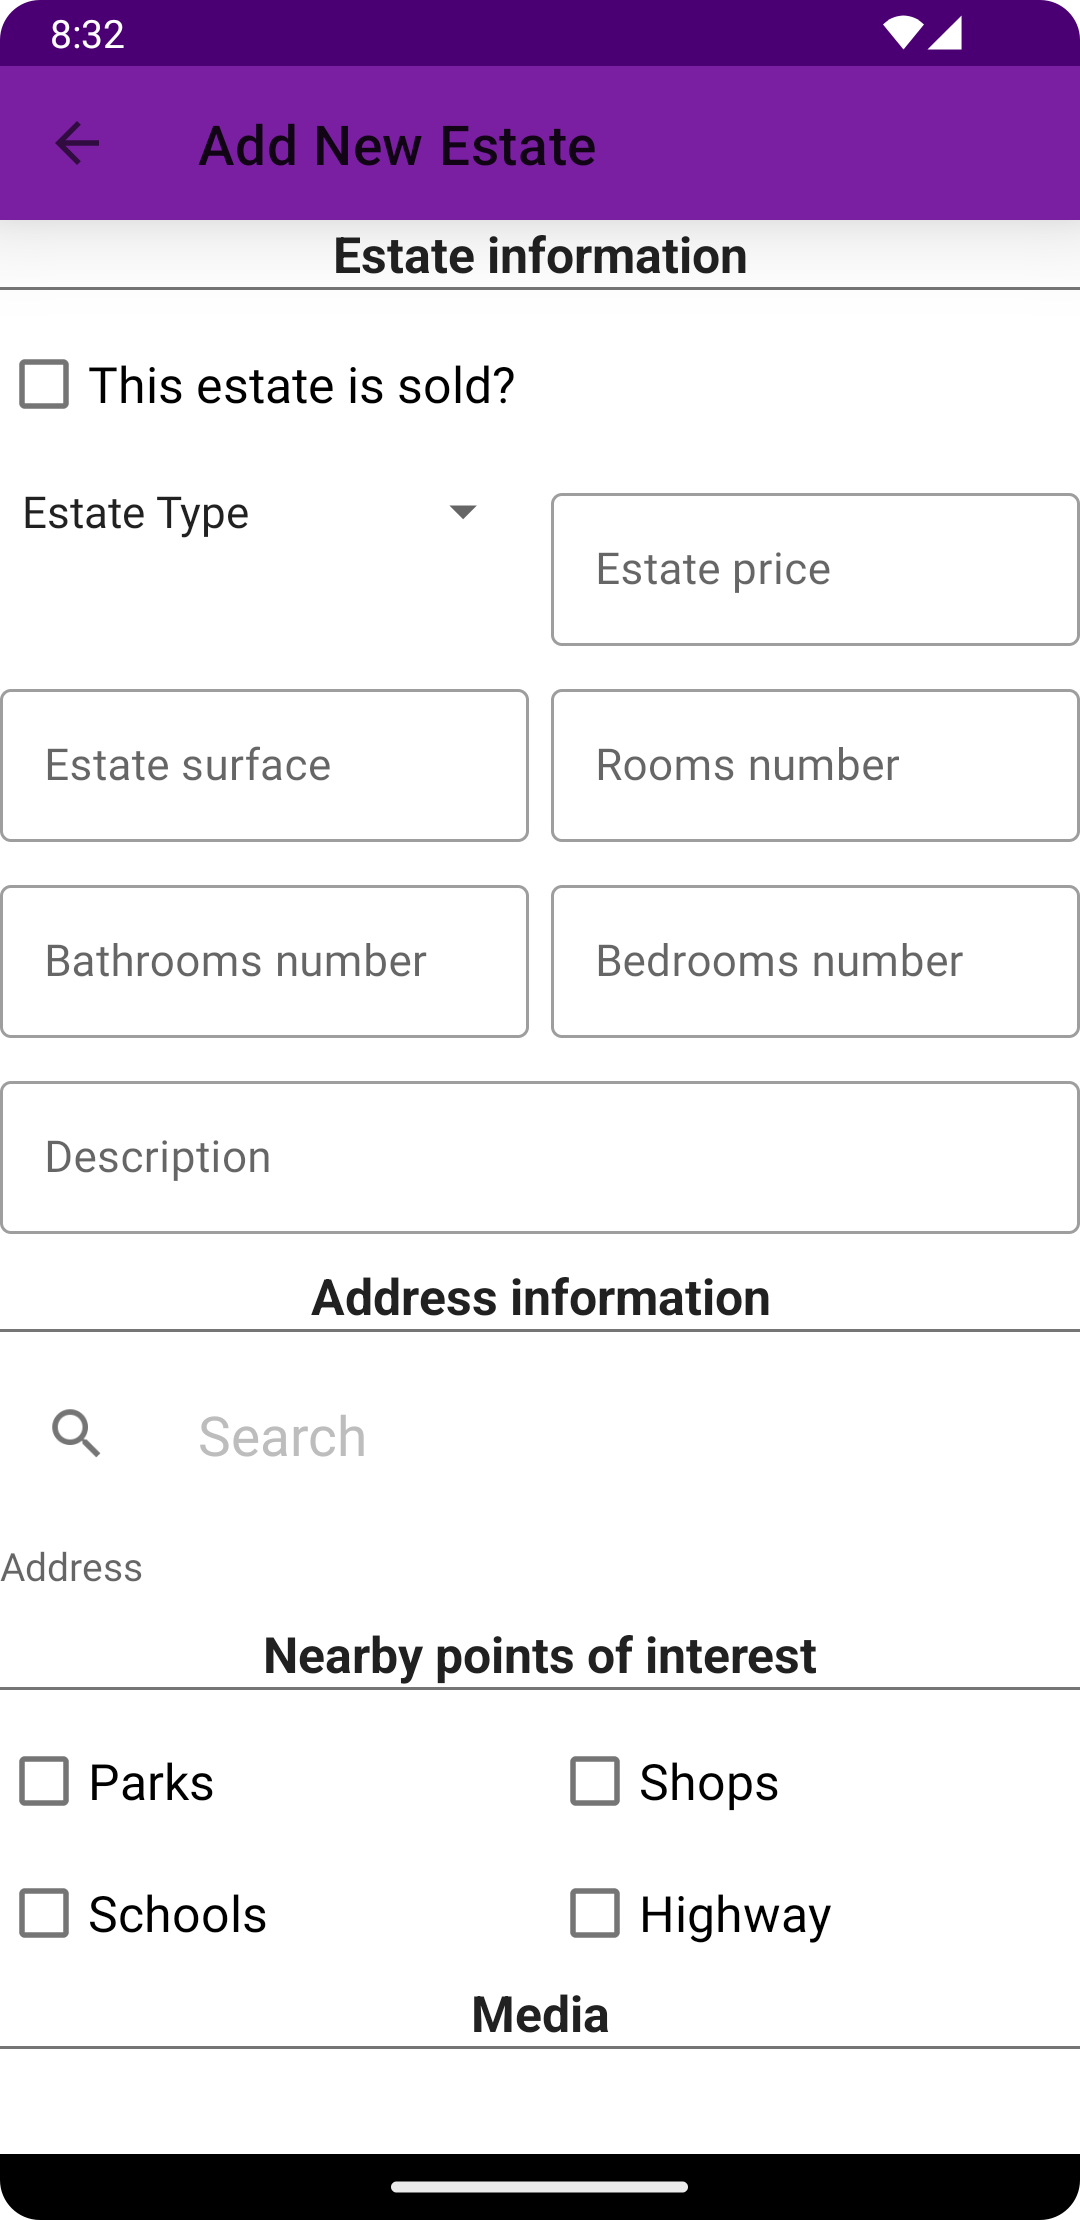 8:32
Add New Estate
Estate information
This estate is sold?
Estate Type
Estate price
Estate surface
Rooms number
Bathrooms number
Bedrooms number
Description
Address information
Search
Address
Nearby points of interest
Parks
Shops
Schools
Highway
Media